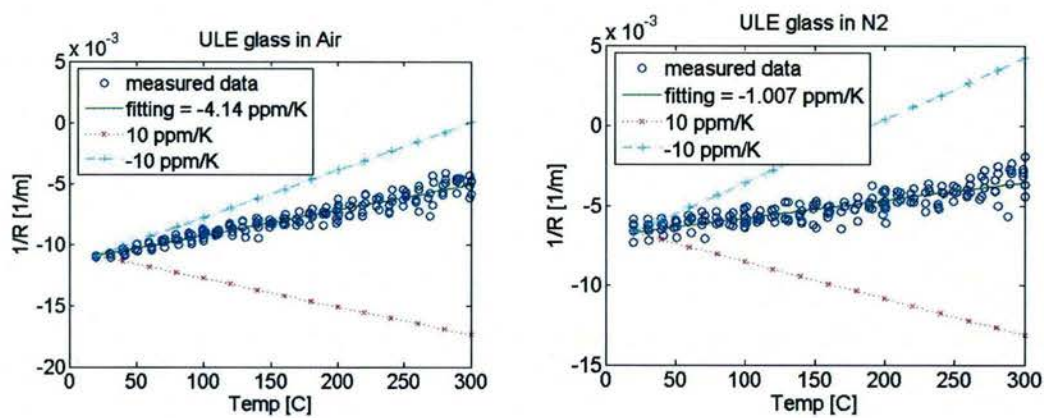 ULE glass in Air
x 10⁻³
5
0
-5
-10
-15
-20
1/R [1/m]
measured data
fitting = -4.14 ppm/K
10 ppm/K
-10 ppm/K
0 50 100 150 200 250 300
Temp [C]
ULE glass in N2
x 10⁻³
5
0
-5
-10
-15
1/R [1/m]
measured data
fitting = -1.007 ppm/K
10 ppm/K
-10 ppm/K
0 50 100 150 200 250 300
Temp [C]